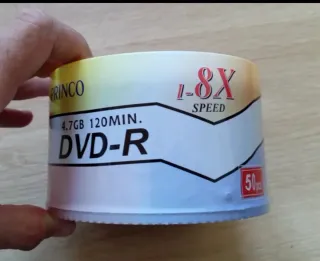 RINCO
1-8X
SPEED
4.7GB 120MIN.
DVD-R
50